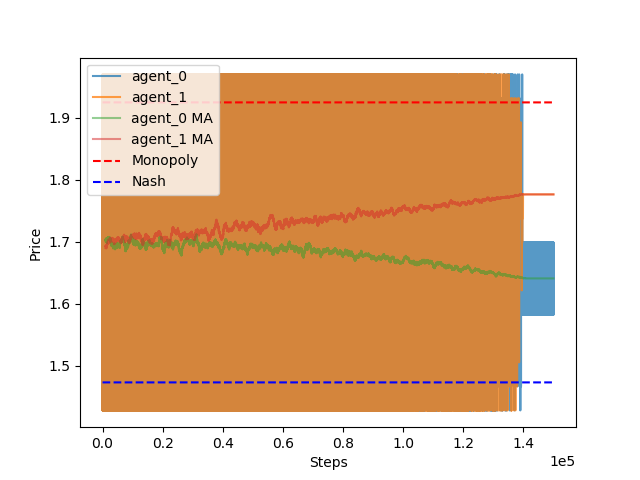 agent_0
agent_1
agent_0 MA
agent_1 MA
Monopoly
Nash
Price
1.9
1.8
1.7
1.6
1.5
0.0 0.2 0.4 0.6 0.8 1.0 1.2 1.4
Steps
1e5